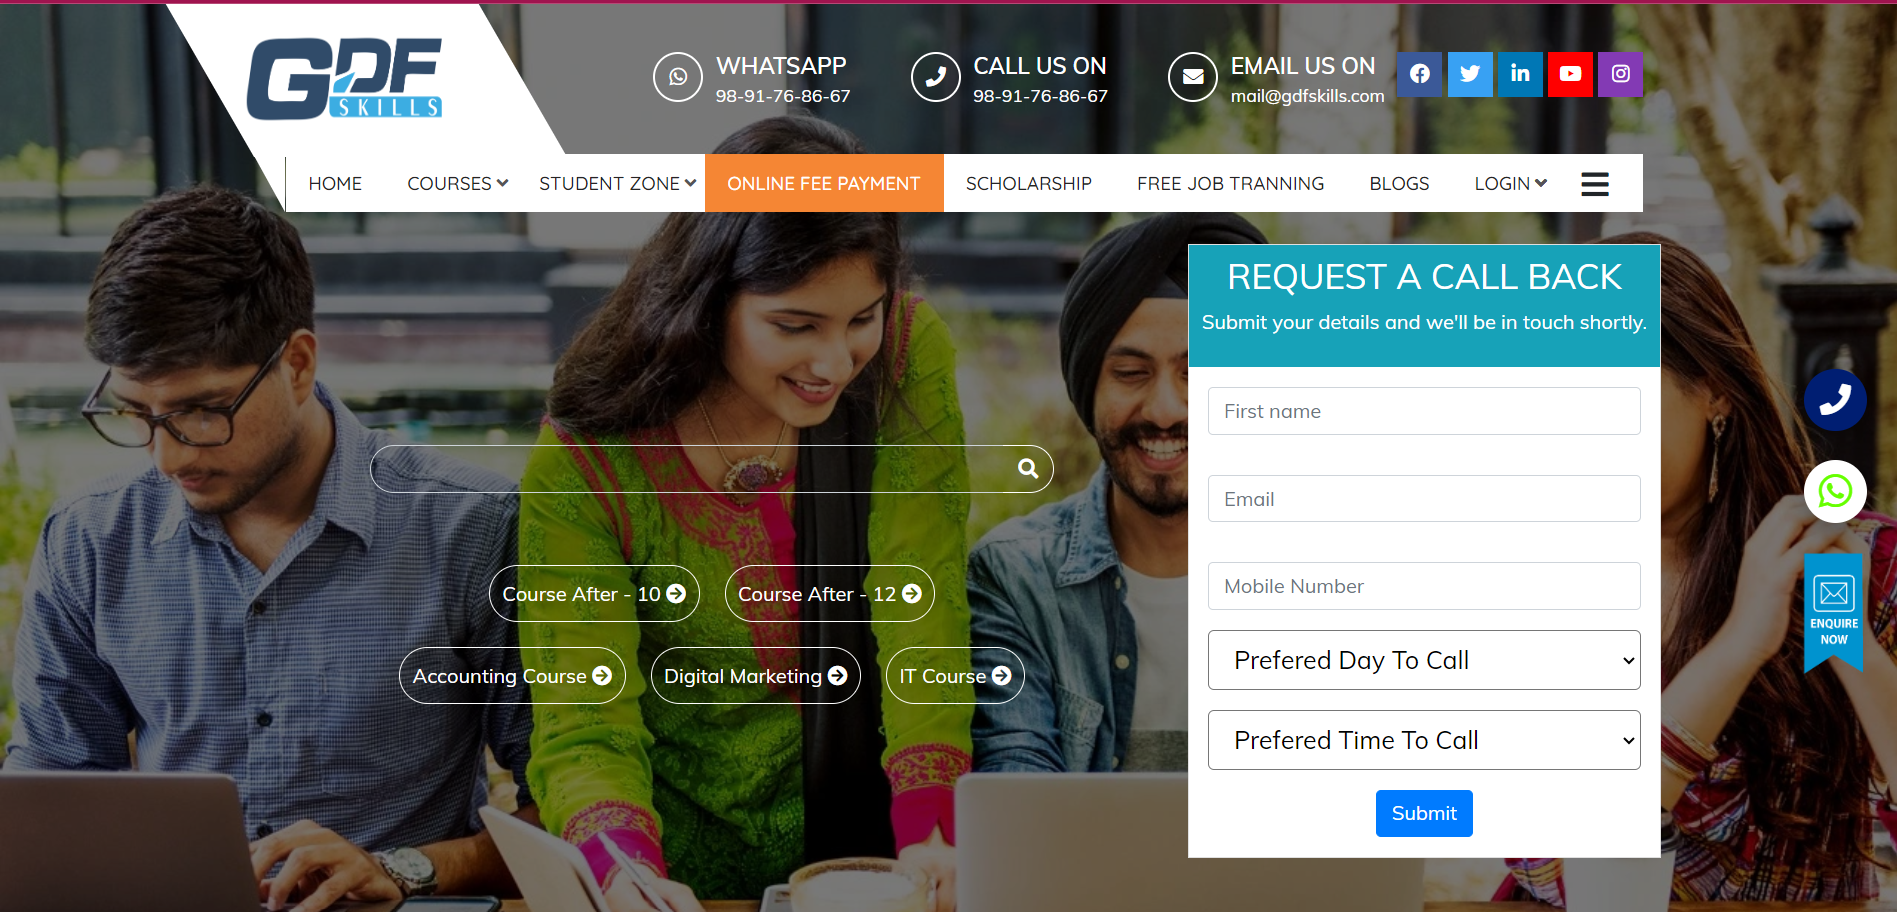 GDF
SKILLS
WHATSAPP
98-91-76-86-67
CALL US ON
98-91-76-86-67
EMAIL US ON
mail@gdfskills.com
HOME
COURSES
STUDENT ZONE
ONLINE FEE PAYMENT
SCHOLARSHIP
FREE JOB TRANNING
BLOGS
LOGIN
REQUEST A CALL BACK
Submit your details and we'll be in touch shortly.
First name
Email
Mobile Number
Prefered Day To Call
Prefered Time To Call
Submit
Course After - 10
Course After - 12
Accounting Course
Digital Marketing
IT Course
ENQUIRE
NOW